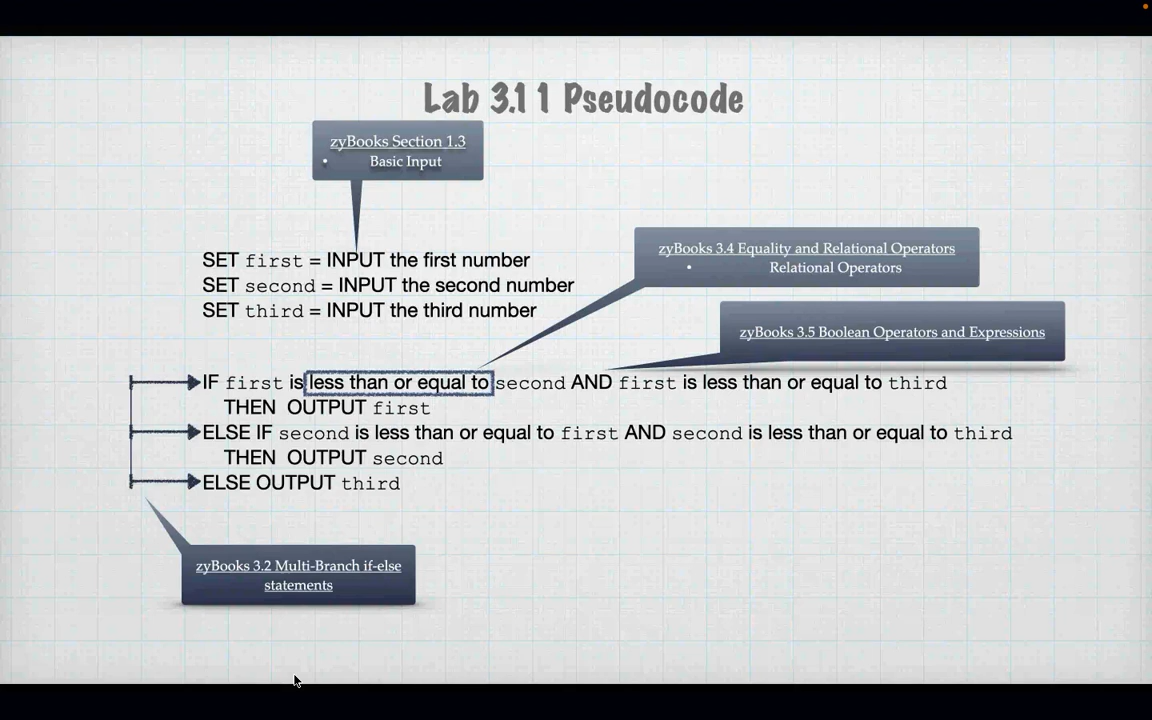 Lab 3.11 Pseudocode
zyBooks Section 1.3
• Basic Input
zyBooks 3.4 Equality and Relational Operators
• Relational Operators
zyBooks 3.5 Boolean Operators and Expressions
SET first = INPUT the first number
SET second = INPUT the second number
SET third = INPUT the third number
IF first is less than or equal to second AND first is less than or equal to third
THEN OUTPUT first
ELSE IF second is less than or equal to first AND second is less than or equal to third
THEN OUTPUT second
ELSE OUTPUT third
zyBooks 3.2 Multi-Branch if-else
statements